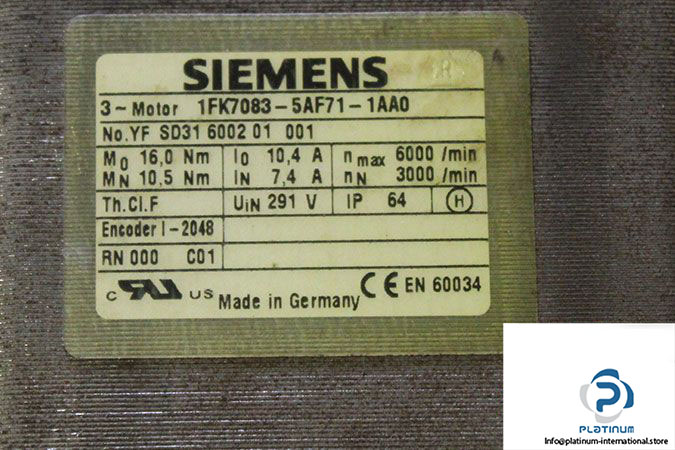 SIEMENS
3~Motor 1FK7083-5AF71-1AA0
No.YF SD31 6002 01 001
M0 16,0 Nm I0 10,4 A n max 6000 /min
MN 10,5 Nm IN 7,4 A nN 3000 /min
Th.Cl.F UIN 291 V IP 64 H
Encoder I-2048
RN 000 C01
C RU US Made in Germany CE EN 60034
PLATINUM
Info@platinum-international.store